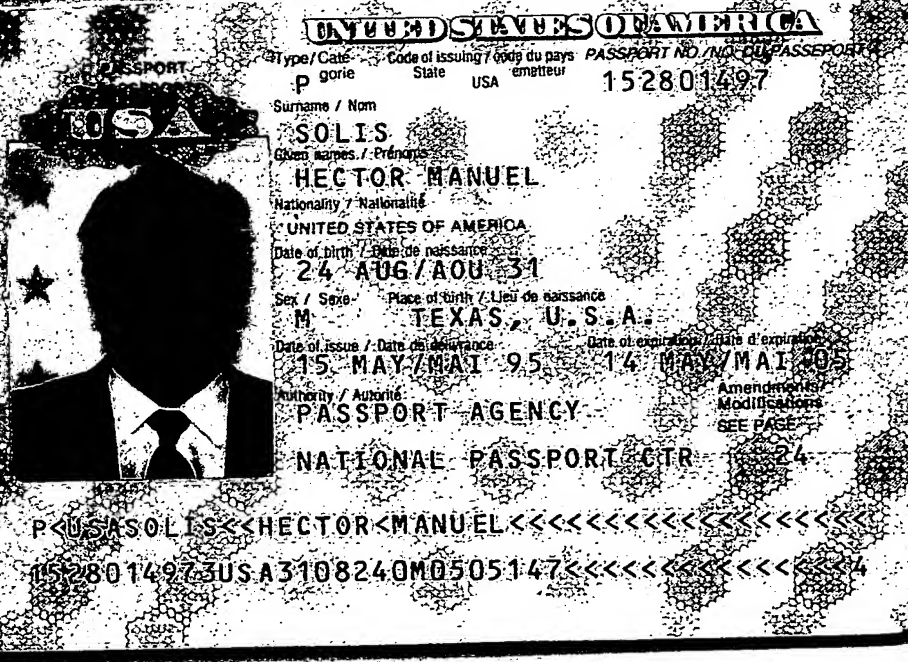 UNITED STATES OF AMERICA
PASSPORT
USA
Type / Caté- Code of issuing / code du pays PASSPORT NO. / NO. DU PASSEPORT
gorie State émetteur
P USA 152801497
Surname / Nom
SOLIS
Given names / Prénoms
HECTOR MANUEL
Nationality / Nationalité
UNITED STATES OF AMERICA
Date of birth / Date de naissance
24 AUG/AOU 31
Sex / Sexe Place of birth / Lieu de naissance
M TEXAS, U.S.A.
Date of issue / Date de délivrance Date of expiration / Date d'expiration
15 MAY/MAI 95 14 MAY/MAI 05
Authority / Autorité Amendments/
PASSPORT AGENCY Modifications
SEE PAGE
NATIONAL PASSPORT CTR 24
P<USASOLIS<<HECTOR<MANUEL<<<<<<<<<<<<<<<<<<<
1528014973USA3108240M0505147<<<<<<<<<<<<<<<4